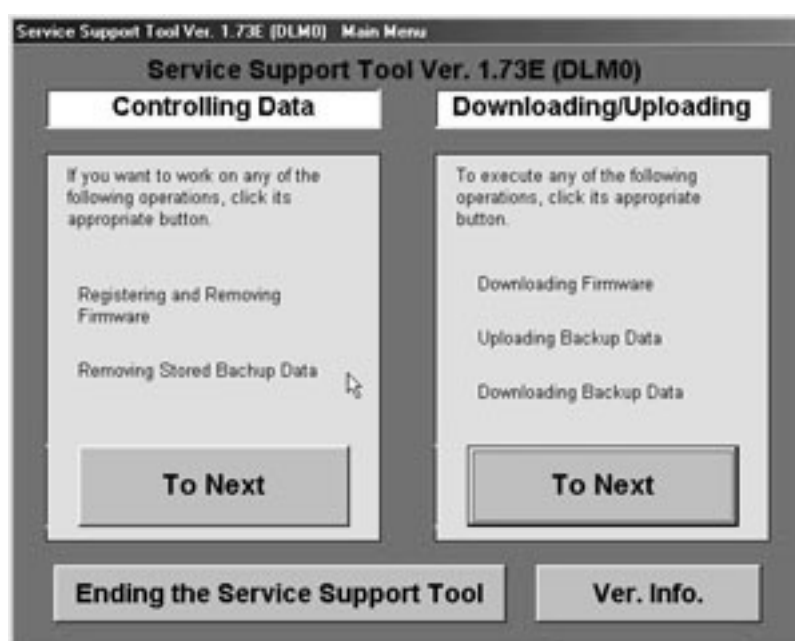 Service Support Tool Ver. 1.73E (DLM0) Main Menu
Service Support Tool Ver. 1.73E (DLM0)
Controlling Data
If you want to work on any of the
following operations, click its
appropriate button.
Registering and Removing
Firmware
Removing Stored Bachup Data
To Next
Downloading/Uploading
To execute any of the following
operations, click its appropriate
button.
Downloading Firmware
Uploading Backup Data
Downloading Backup Data
To Next
Ending the Service Support Tool
Ver. Info.